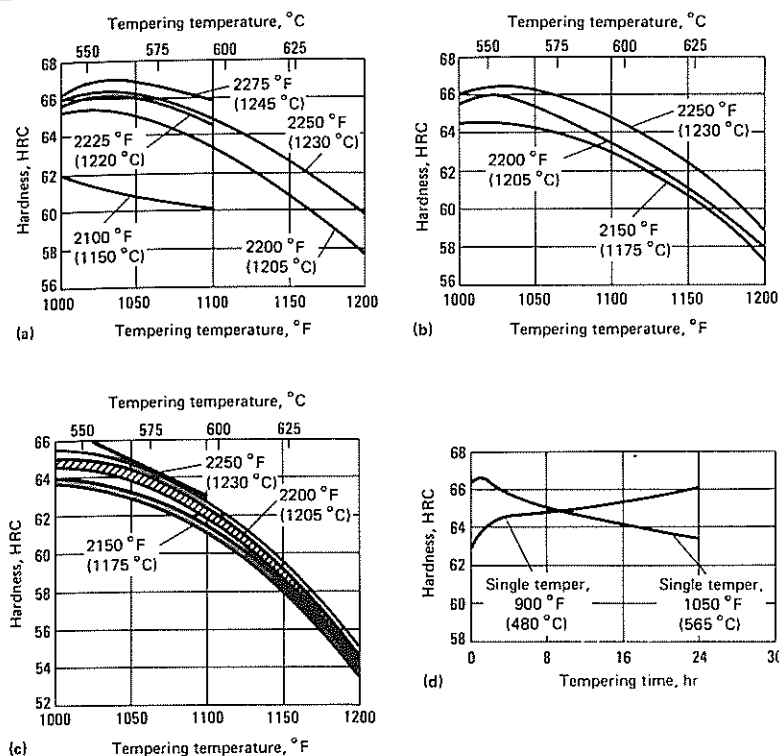 Tempering temperature, °C
550 575 600 625
68
66
64
62
60
58
56
Hardness, HRC
2275 °F
(1245 °C)
2225 °F
(1220 °C)
2250 °F
(1230 °C)
2100 °F
(1150 °C)
2200 °F
(1205 °C)
1000 1050 1100 1150 1200
(a)
Tempering temperature, °F
Tempering temperature, °C
550 575 600 625
68
66
64
62
60
58
56
Hardness, HRC
2250 °F
(1230 °C)
2200 °F
(1205 °C)
2150 °F
(1175 °C)
1000 1050 1100 1150 1200
(b)
Tempering temperature, °F
Tempering temperature, °C
550 575 600 625
66
64
62
60
58
56
54
52
Hardness, HRC
2250 °F
(1230 °C)
2200 °F
(1205 °C)
2150 °F
(1175 °C)
1000 1050 1100 1150 1200
(c)
Tempering temperature, °F
68
66
64
62
60
58
Hardness, HRC
Single temper,
900 °F
(480 °C)
Single temper,
1050 °F
(565 °C)
0 8 16 24 30
(d)
Tempering time, hr